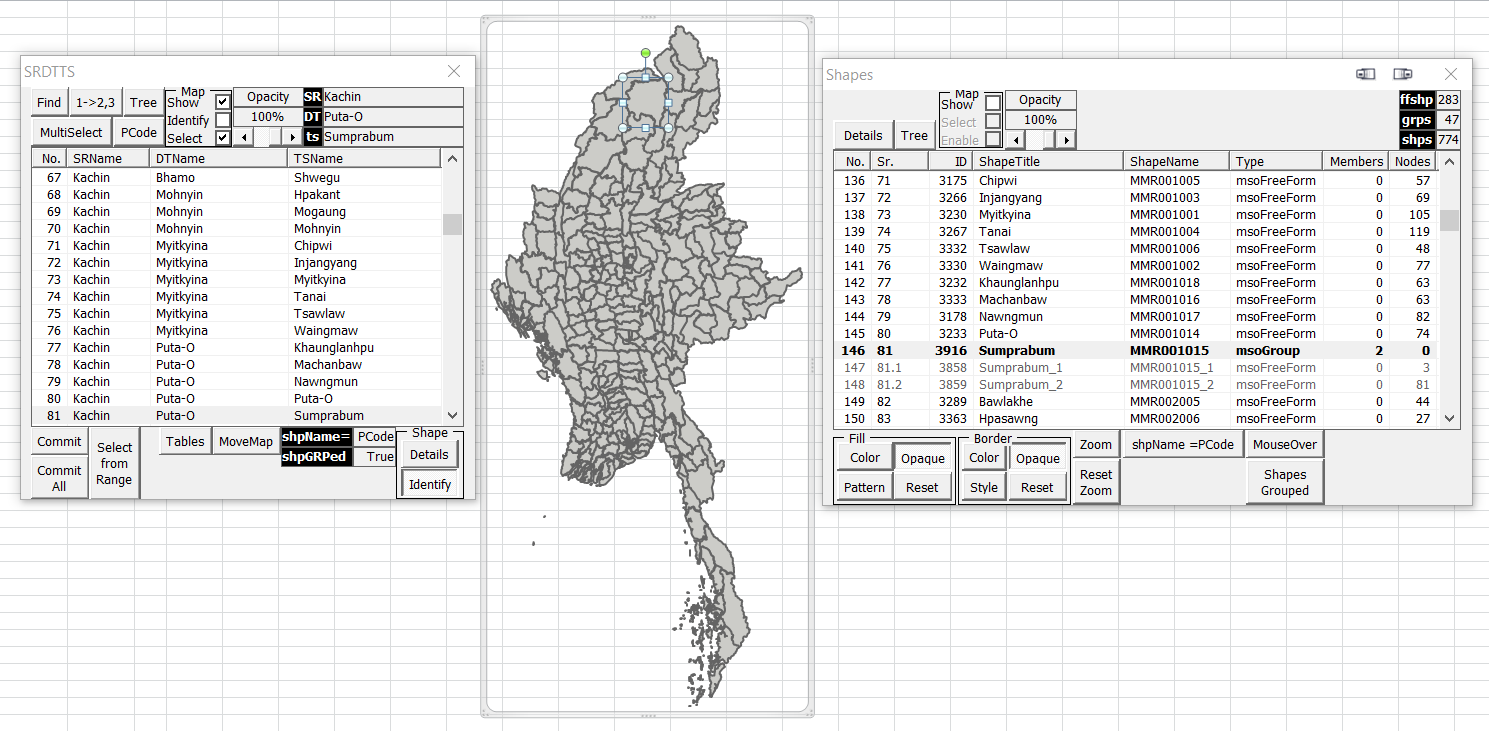 SRDTTS
Find 1->2,3 Tree Map Show Identify Select Opacity 100% SR Kachin
DT Puta-O
ts Sumprabum
MultiSelect PCode
No. SRName DTName TSName
67 Kachin Bhamo Shwegu
68 Kachin Mohnyin Hpakant
69 Kachin Mohnyin Mogaung
70 Kachin Mohnyin Mohnyin
71 Kachin Myitkyina Chipwi
72 Kachin Myitkyina Injangyang
73 Kachin Myitkyina Myitkyina
74 Kachin Myitkyina Tanai
75 Kachin Myitkyina Tsawlaw
76 Kachin Myitkyina Waingmaw
77 Kachin Puta-O Khaunglanhpu
78 Kachin Puta-O Machanbaw
79 Kachin Puta-O Nawngmun
80 Kachin Puta-O Puta-O
81 Kachin Puta-O Sumprabum
Commit
Commit All
Select from Range
Tables MoveMap shpName= PCode
shpGRPed True
Shape
Details
Identify
Shapes
Details Tree
Map
Show
Select
Enable
Opacity
100%
ffshp 283
grps 47
shps 774
No. Sr. ID ShapeTitle ShapeName Type Members Nodes
136 71 3175 Chipwi MMR001005 msoFreeForm 0 57
137 72 3266 Injangyang MMR001003 msoFreeForm 0 69
138 73 3230 Myitkyina MMR001001 msoFreeForm 0 105
139 74 3267 Tanai MMR001004 msoFreeForm 0 119
140 75 3332 Tsawlaw MMR001006 msoFreeForm 0 48
141 76 3330 Waingmaw MMR001002 msoFreeForm 0 77
142 77 3232 Khaunglanhpu MMR001018 msoFreeForm 0 63
143 78 3333 Machanbaw MMR001016 msoFreeForm 0 63
144 79 3178 Nawngmun MMR001017 msoFreeForm 0 82
145 80 3233 Puta-O MMR001014 msoFreeForm 0 74
146 81 3916 Sumprabum MMR001015 msoGroup 2 0
147 81.1 3858 Sumprabum_1 MMR001015_1 msoFreeForm 0 3
148 81.2 3859 Sumprabum_2 MMR001015_2 msoFreeForm 0 81
149 82 3289 Bawlakhe MMR002005 msoFreeForm 0 44
150 83 3363 Hpasawng MMR002006 msoFreeForm 0 27
Fill
Color Opaque
Pattern Reset
Border
Color Opaque
Style Reset
Zoom shpName =PCode MouseOver
Reset Zoom
Shapes Grouped